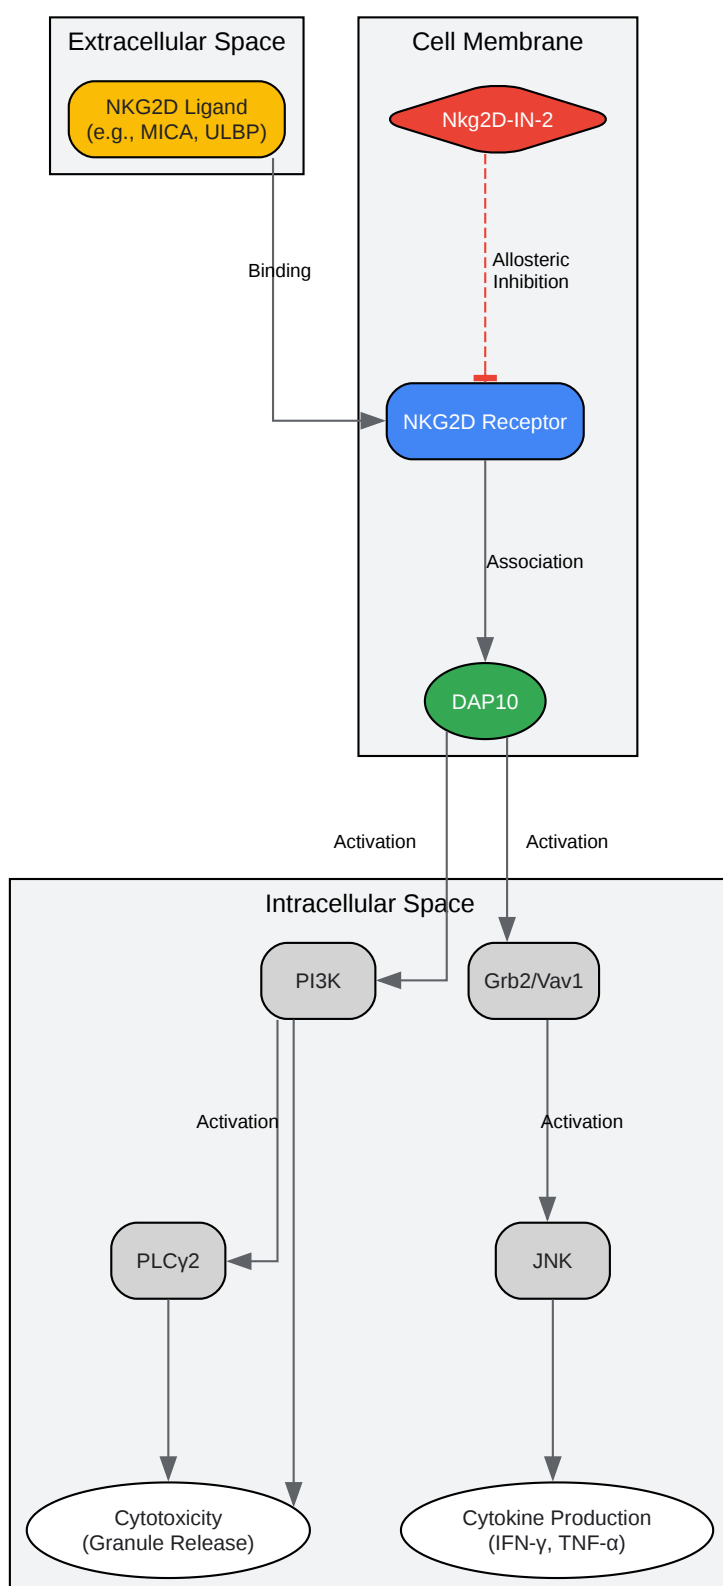 Extracellular Space
NKG2D Ligand
(e.g., MICA, ULBP)
Cell Membrane
Nkg2D-IN-2
Binding
Allosteric
Inhibition
NKG2D Receptor
Association
DAP10
Activation
Activation
Intracellular Space
PI3K
Grb2/Vav1
Activation
Activation
PLCγ2
JNK
Cytotoxicity
(Granule Release)
Cytokine Production
(IFN-γ, TNF-α)